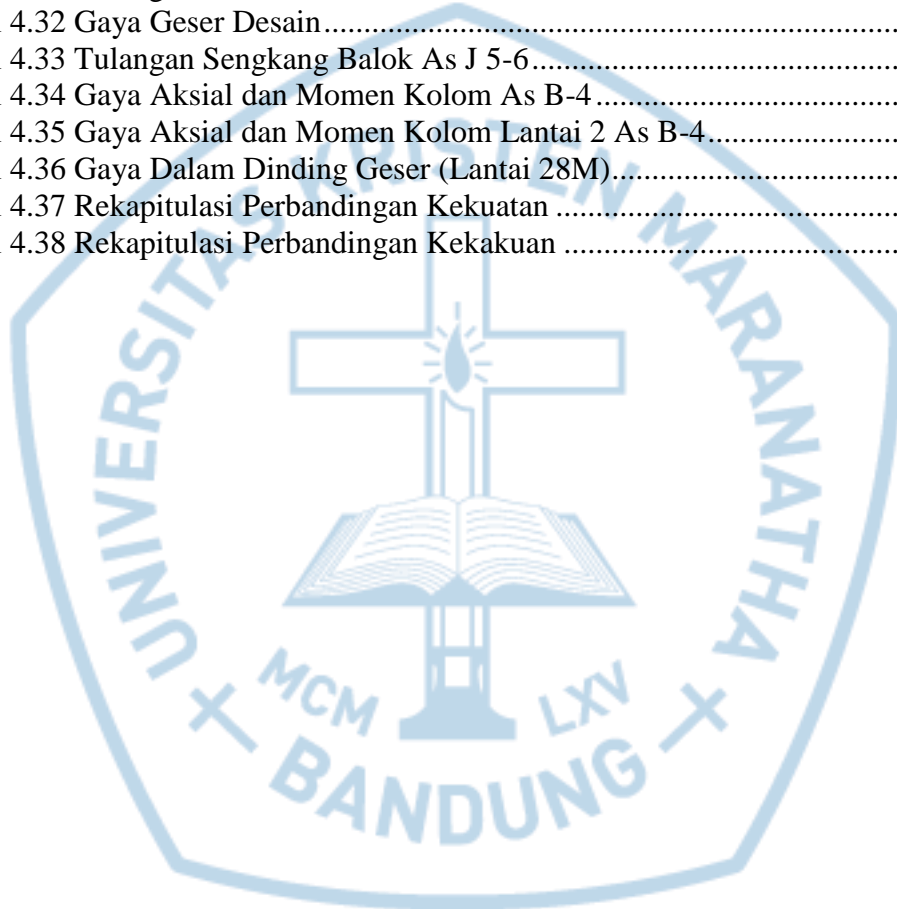 4.32 Gaya Geser Desain........................................................................
4.33 Tulangan Sengkang Balok As J 5-6..............................................
4.34 Gaya Aksial dan Momen Kolom As B-4......................................
4.35 Gaya Aksial dan Momen Kolom Lantai 2 As B-4.......................
4.36 Gaya Dalam Dinding Geser (Lantai 28M)....................................
4.37 Rekapitulasi Perbandingan Kekuatan ...........................................
4.38 Rekapitulasi Perbandingan Kekakuan ..........................................
UNIVERSITAS KRISTEN MARANATHA
MCM LXV
BANDUNG